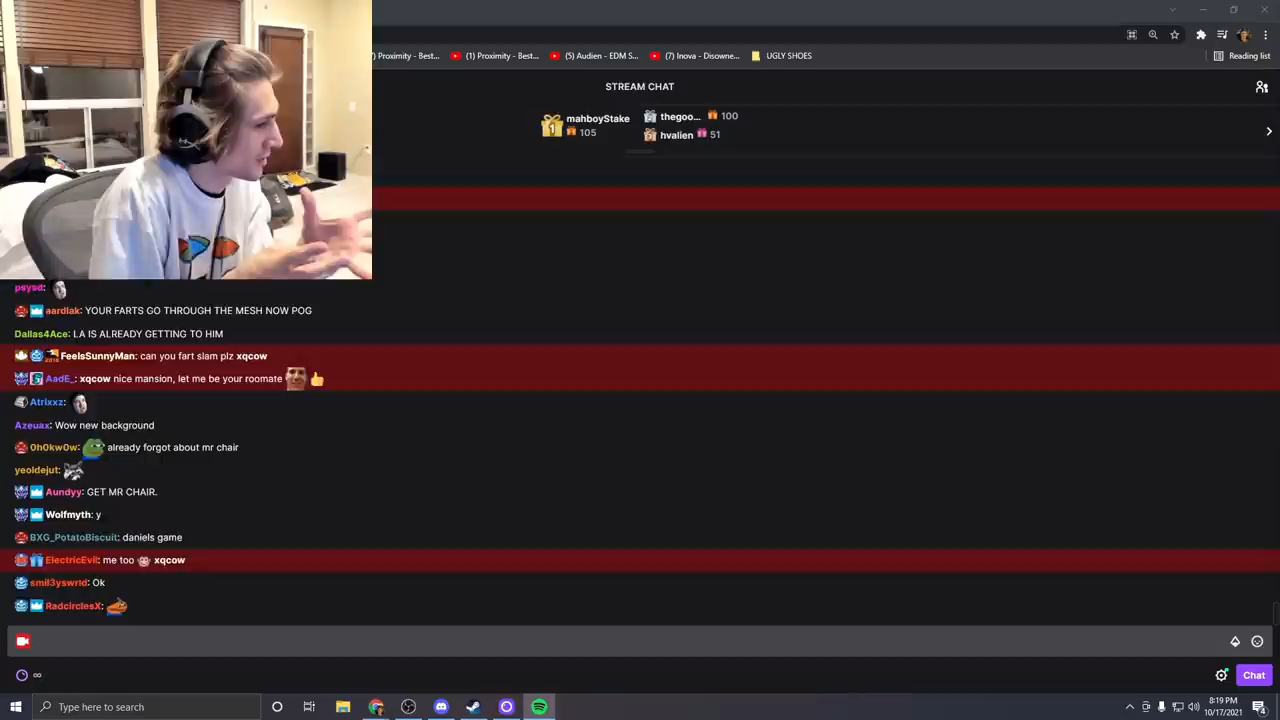 ) Proximity - Best...
(1) Proximity - Best...
(5) Audien - EDM S...
(7) Inova - Disowne...
UGLY SHOES
Reading list
STREAM CHAT
1
mahboyStake
105
thegoo...
100
hvalien
51
psysd:
aardlak: YOUR FARTS GO THROUGH THE MESH NOW POG
Dallas4Ace: LA IS ALREADY GETTING TO HIM
FeelsSunnyMan: can you fart slam plz xqcow
AadE_: xqcow nice mansion, let me be your roomate
Atrixxz:
Azeuax: Wow new background
0h0kw0w: already forgot about mr chair
yeoldejut:
Aundyy: GET MR CHAIR.
Wolfmyth: y
BXG_PotatoBiscuit: daniels game
ElectricEvil: me too xqcow
smil3yswrld: Ok
RadcirclesX:
∞
Chat
Type here to search
8:19 PM
10/17/2021